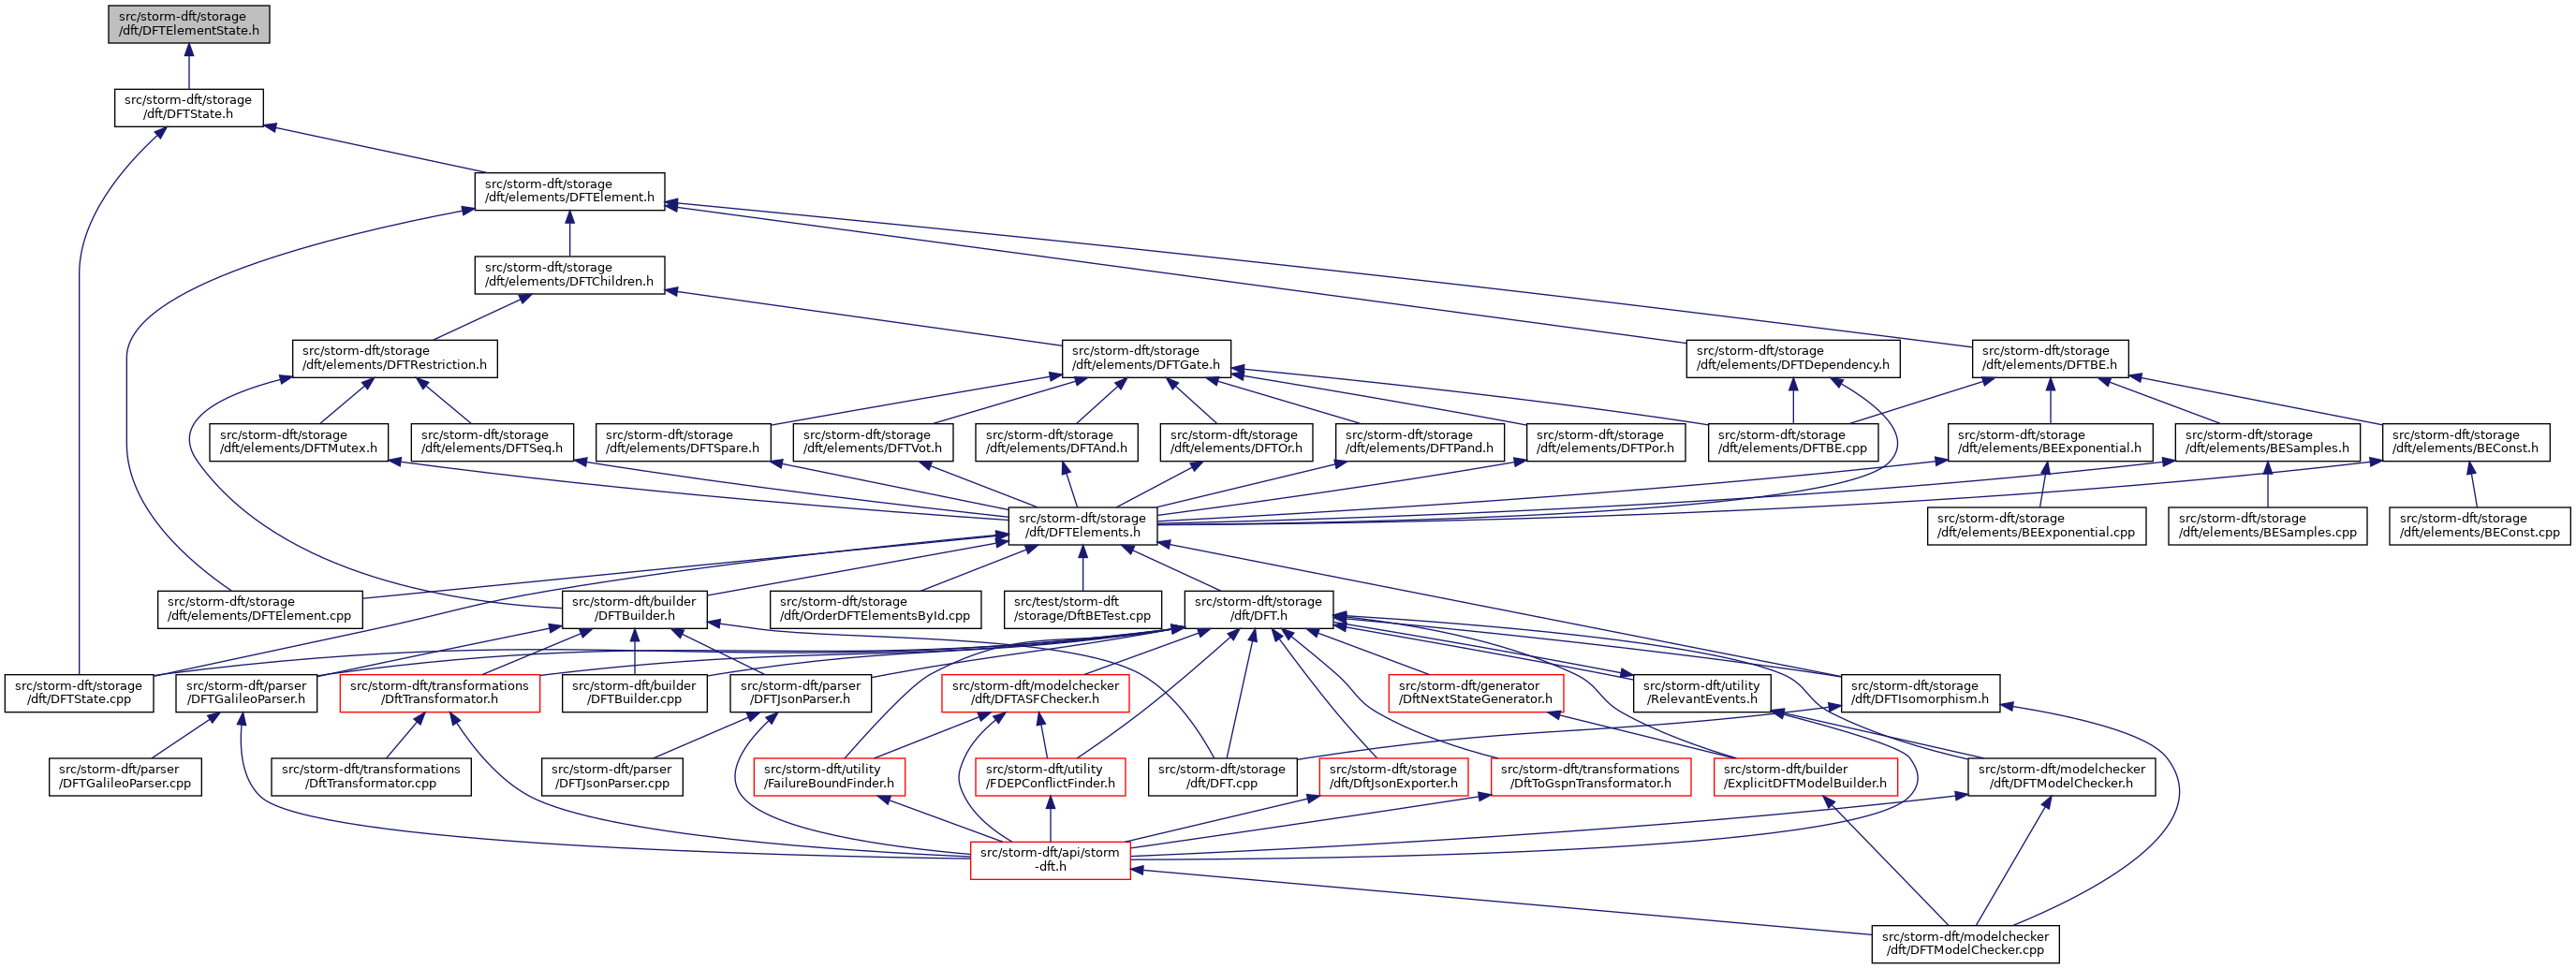 src/storm-dft/storage
/dft/DFTElementState.h
src/storm-dft/storage
/dft/DFTState.h
src/storm-dft/storage
/dft/elements/DFTElement.h
src/storm-dft/storage
/dft/elements/DFTChildren.h
src/storm-dft/storage
/dft/elements/DFTRestriction.h
src/storm-dft/storage
/dft/elements/DFTGate.h
src/storm-dft/storage
/dft/elements/DFTDependency.h
src/storm-dft/storage
/dft/elements/DFTBE.h
src/storm-dft/storage
/dft/elements/DFTMutex.h
src/storm-dft/storage
/dft/elements/DFTSeq.h
src/storm-dft/storage
/dft/elements/DFTSpare.h
src/storm-dft/storage
/dft/elements/DFTVot.h
src/storm-dft/storage
/dft/elements/DFTAnd.h
src/storm-dft/storage
/dft/elements/DFTOr.h
src/storm-dft/storage
/dft/elements/DFTPand.h
src/storm-dft/storage
/dft/elements/DFTPor.h
src/storm-dft/storage
/dft/elements/DFTBE.cpp
src/storm-dft/storage
/dft/elements/BEExponential.h
src/storm-dft/storage
/dft/elements/BESamples.h
src/storm-dft/storage
/dft/elements/BEConst.h
src/storm-dft/storage
/dft/DFTElements.h
src/storm-dft/storage
/dft/elements/BEExponential.cpp
src/storm-dft/storage
/dft/elements/BESamples.cpp
src/storm-dft/storage
/dft/elements/BEConst.cpp
src/storm-dft/storage
/dft/elements/DFTElement.cpp
src/storm-dft/builder
/DFTBuilder.h
src/storm-dft/storage
/dft/OrderDFTElementsById.cpp
src/test/storm-dft
/storage/DftBETest.cpp
src/storm-dft/storage
/dft/DFT.h
src/storm-dft/storage
/dft/DFTState.cpp
src/storm-dft/parser
/DFTGalileoParser.h
src/storm-dft/transformations
/DftTransformator.h
src/storm-dft/builder
/DFTBuilder.cpp
src/storm-dft/parser
/DFTJsonParser.h
src/storm-dft/modelchecker
/dft/DFTASFChecker.h
src/storm-dft/generator
/DftNextStateGenerator.h
src/storm-dft/utility
/RelevantEvents.h
src/storm-dft/storage
/dft/DFTIsomorphism.h
src/storm-dft/parser
/DFTGalileoParser.cpp
src/storm-dft/transformations
/DftTransformator.cpp
src/storm-dft/parser
/DFTJsonParser.cpp
src/storm-dft/utility
/FailureBoundFinder.h
src/storm-dft/utility
/FDEPConflictFinder.h
src/storm-dft/storage
/dft/DFT.cpp
src/storm-dft/storage
/dft/DftJsonExporter.h
src/storm-dft/transformations
/DftToGspnTransformator.h
src/storm-dft/builder
/ExplicitDFTModelBuilder.h
src/storm-dft/modelchecker
/dft/DFTModelChecker.h
src/storm-dft/api/storm
-dft.h
src/storm-dft/modelchecker
/dft/DFTModelChecker.cpp